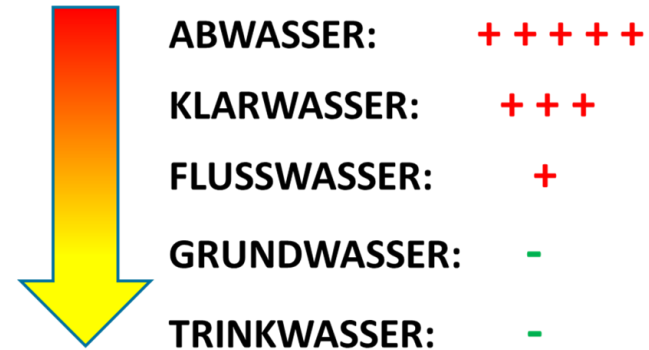 ABWASSER: + + + + +
KLARWASSER: + + +
FLUSSWASSER: +
GRUNDWASSER: -
TRINKWASSER: -